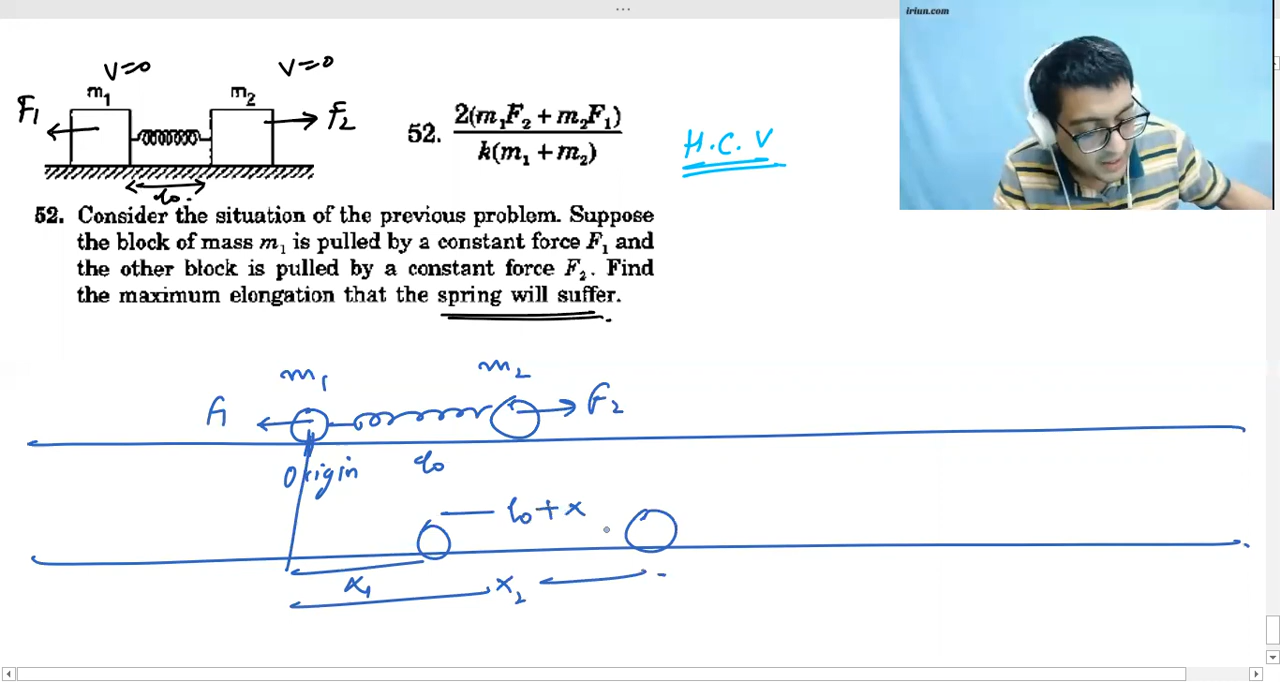 iriun.com
V=0
V=0
m₁
m₂
F₁
F₂
l₀
52. 2(m₁F₂ + m₂F₁) / k(m₁ + m₂)
H.C.V
52. Consider the situation of the previous problem. Suppose
the block of mass m₁ is pulled by a constant force F₁ and
the other block is pulled by a constant force F₂. Find
the maximum elongation that the spring will suffer.
m₁
m₂
F₁
F₂
Origin
l₀
l₀ + x
x₁
x₂